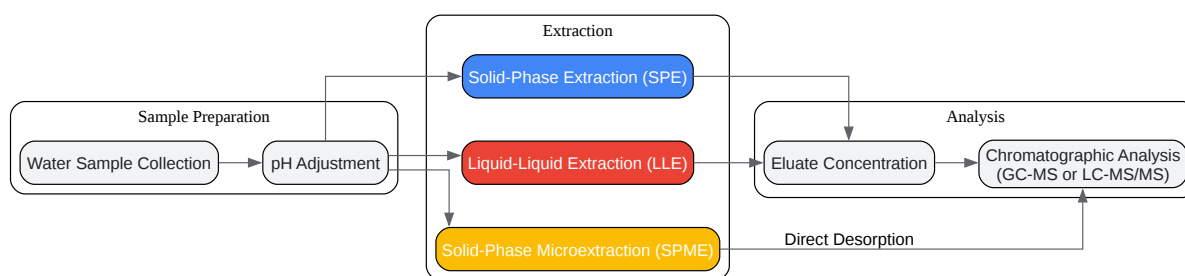 Extraction
Solid-Phase Extraction (SPE)
Sample Preparation
Analysis
Water Sample Collection
pH Adjustment
Liquid-Liquid Extraction (LLE)
Eluate Concentration
Chromatographic Analysis
(GC-MS or LC-MS/MS)
Solid-Phase Microextraction (SPME)
Direct Desorption